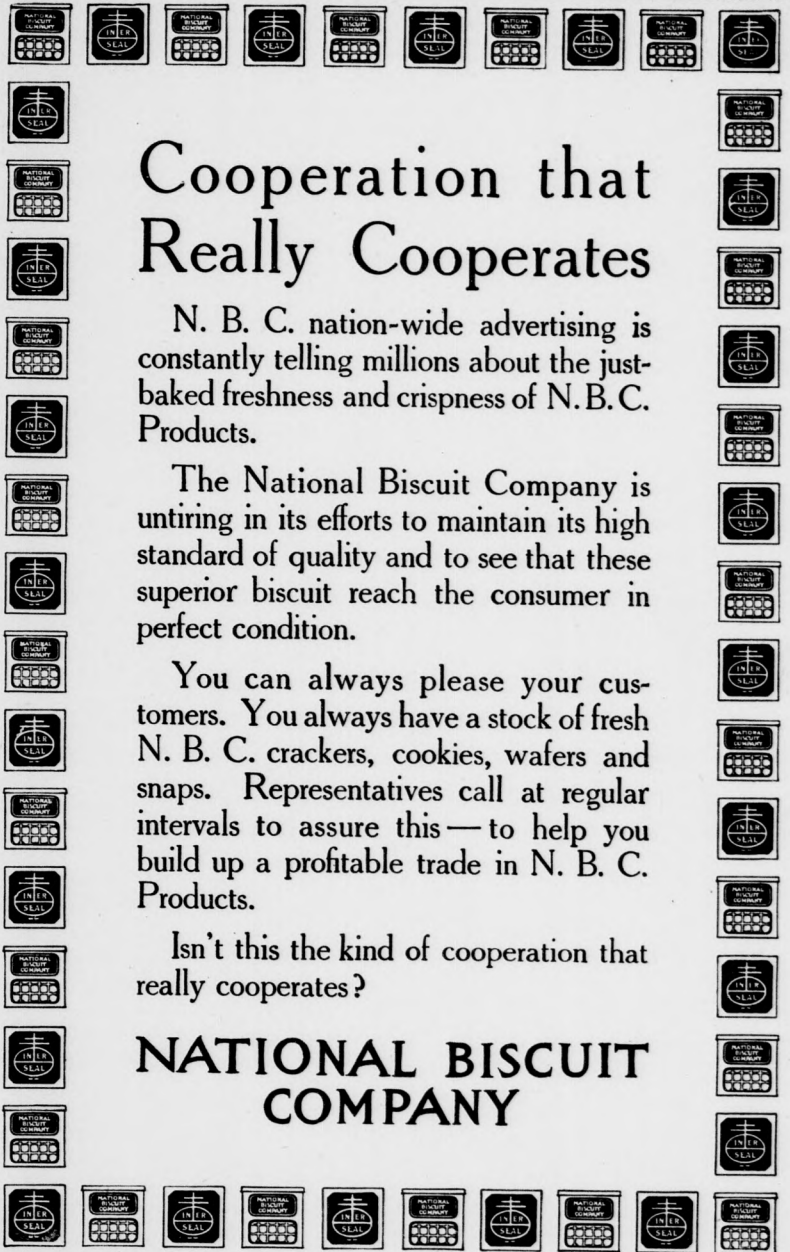 Cooperation that
Really Cooperates
N. B. C. nation-wide advertising is
constantly telling millions about the just-
baked freshness and crispness of N. B. C.
Products.
The National Biscuit Company is
untiring in its efforts to maintain its high
standard of quality and to see that these
superior biscuit reach the consumer in
perfect condition.
You can always please your cus-
tomers. You always have a stock of fresh
N. B. C. crackers, cookies, wafers and
snaps. Representatives call at regular
intervals to assure this — to help you
build up a profitable trade in N. B. C.
Products.
Isn't this the kind of cooperation that
really cooperates?
NATIONAL BISCUIT
COMPANY